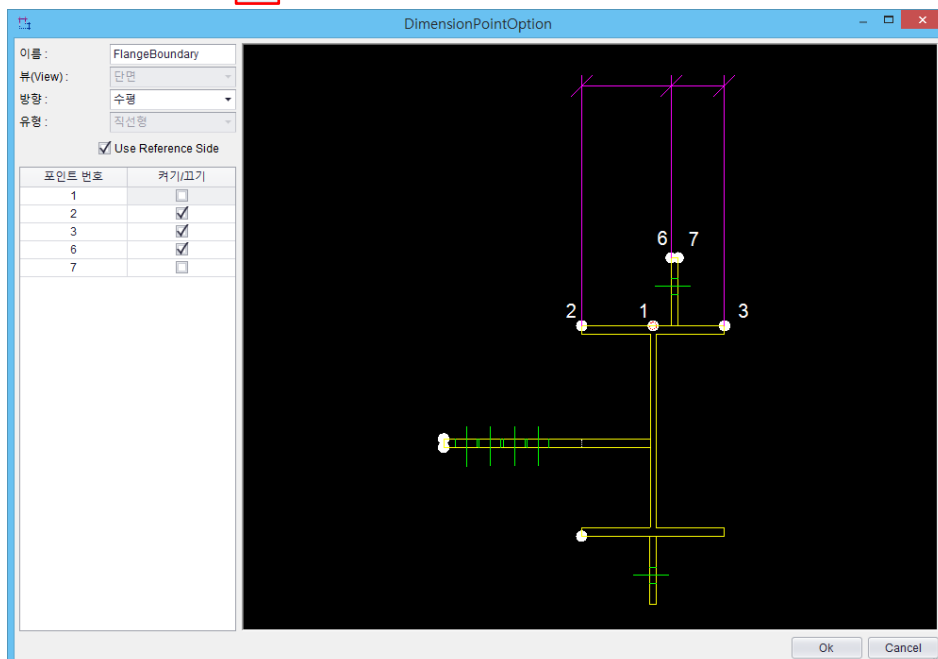 DimensionPointOption
이름 : FlangeBoundary
뷰(View) : 단면
방향 : 수평
유형 : 직선형
Use Reference Side
포인트 번호 켜기/끄기
1
2
3
6
7
6 7
2 1 3
Ok Cancel